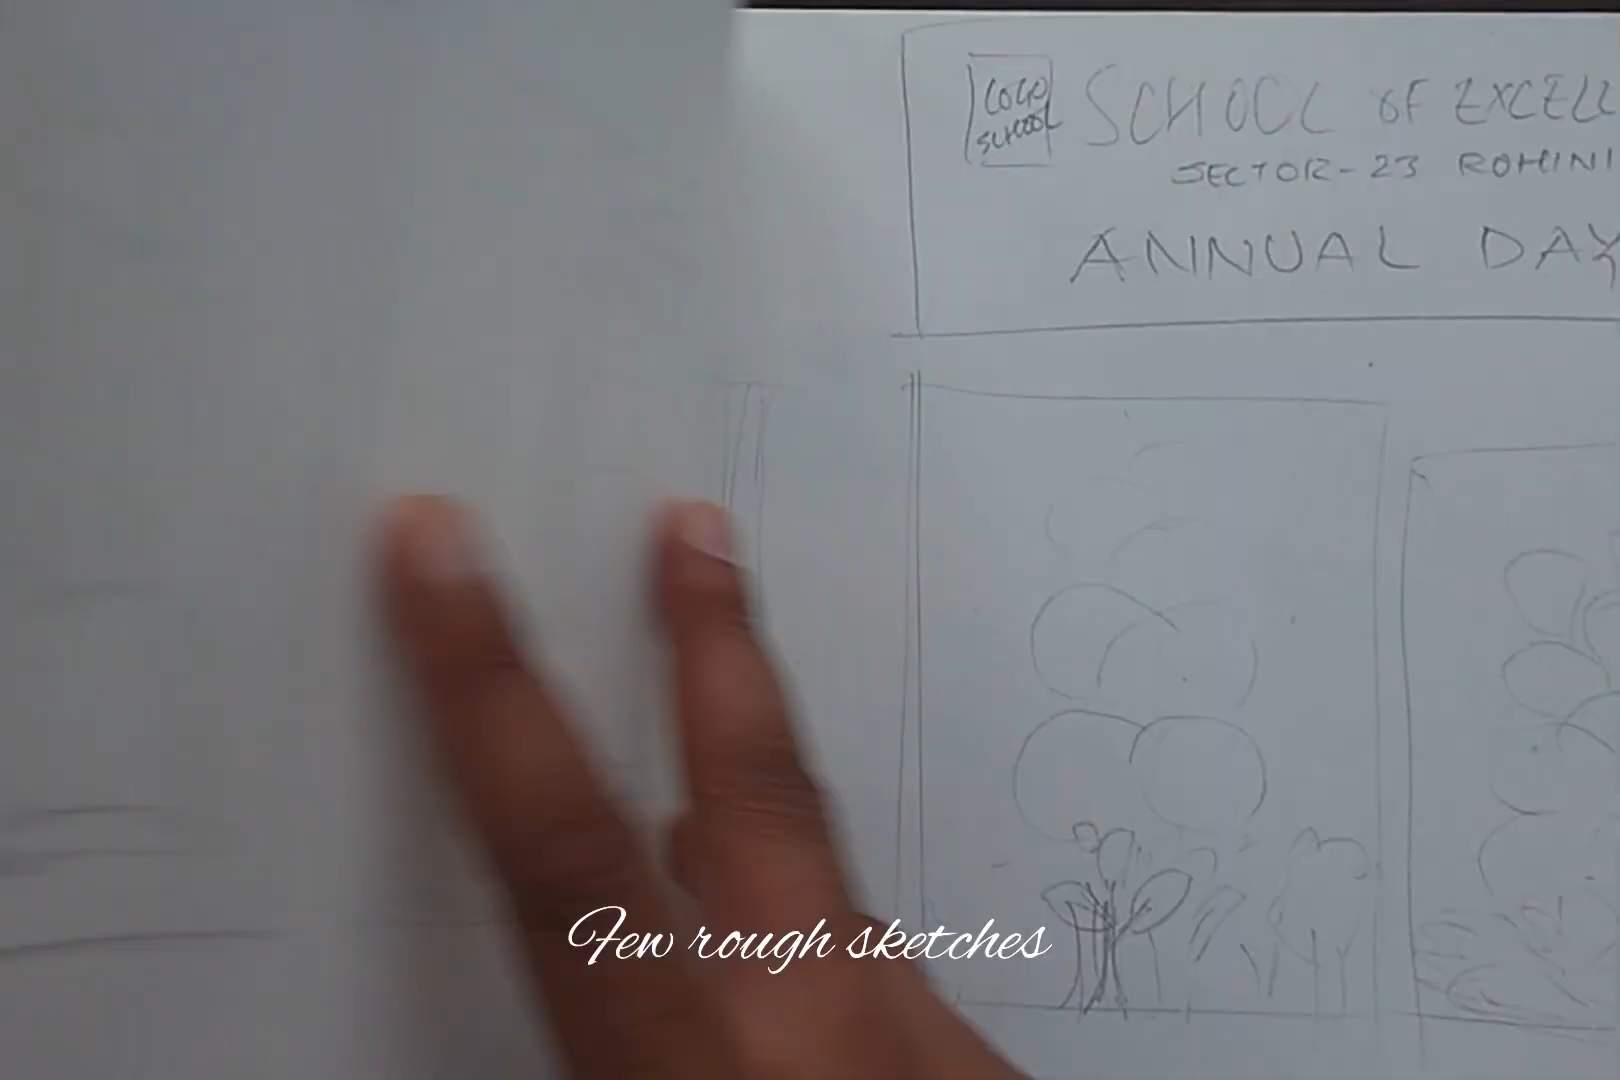 LOGO
SCHOOL
SCHOOL OF EXCELL
SECTOR-23 ROHINI
ANNUAL DAY
Few rough sketches